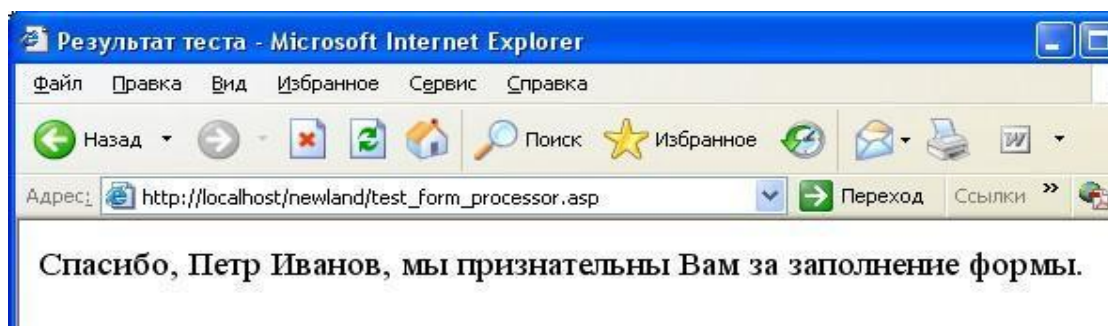 Результат теста - Microsoft Internet Explorer
Файл Правка Вид Избранное Сервис Справка
Назад Поиск Избранное W
Адрес: http://localhost/newland/test_form_processor.asp Переход Ссылки »
Спасибо, Петр Иванов, мы признательны Вам за заполнение формы.